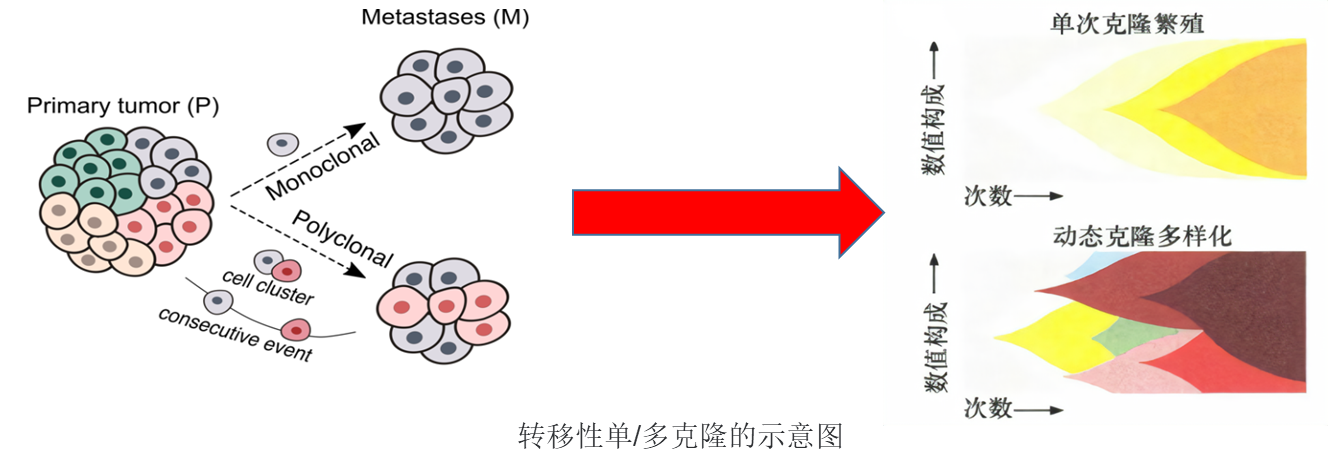 Metastases (M)
Primary tumor (P)
Monoclonal
Polyclonal
cell cluster
consecutive event
单次克隆繁殖
数值构成
次数
动态克隆多样化
数值构成
次数
转移性单/多克隆的示意图